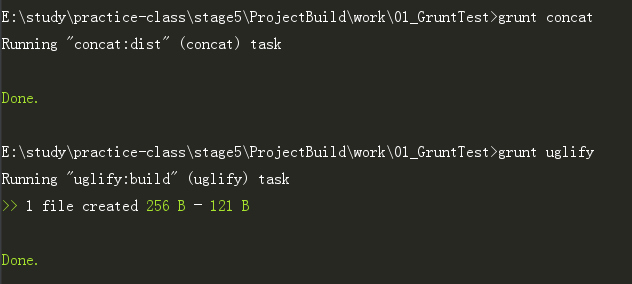 E:\study\practice-class\stage5\ProjectBuild\work\01_GruntTest>grunt concat
Running "concat:dist" (concat) task
Done.
E:\study\practice-class\stage5\ProjectBuild\work\01_GruntTest>grunt uglify
Running "uglify:build" (uglify) task
>> 1 file created 256 B → 121 B
Done.